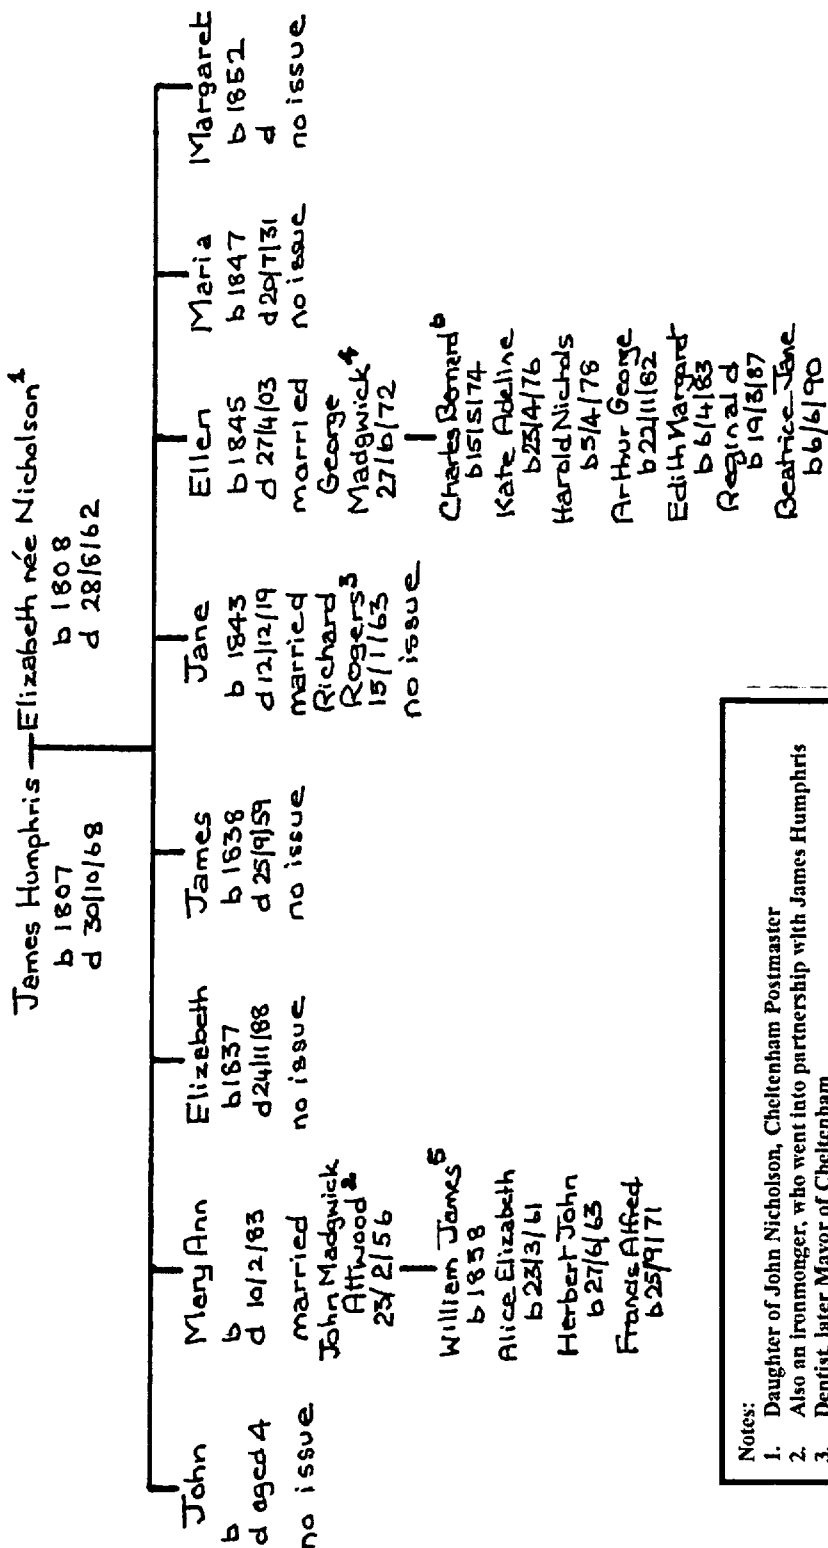 James Humphris — Elizabeth née Nicholson 1
b 1807
d 30/10/68
b 1808
d 28/8/62
John
b
d aged 4
no issue
Mary Ann
b
d 10/2/83
married
John Madgwick
Attwood 2
23/2/56
William James 5
b 1858
Alice Elizabeth
b 23/3/61
Herbert John
b 27/6/63
Francis Alfred
b 25/9/71
Elizabeth
b 1837
d 24/11/88
no issue
James
b 1838
d 25/9/59
no issue
Jane
b 1843
d 12/12/19
married
Richard
Rogers 3
15/1/63
no issue
Ellen
b 1845
d 27/4/03
married
George
Madgwick 4
27/6/72
Charles Bernard 6
b 15/5/74
Kate Adeline
b 23/4/76
Harold Nichols
b 5/4/78
Arthur George
b 22/11/82
Edith Margaret
b 6/4/83
Reginald
b 19/3/87
Beatrice Jane
b 6/6/90
Maria
b 1847
d 20/7/31
no issue
Margaret
b 1852
d
no issue
Notes:
1. Daughter of John Nicholson, Cheltenham Postmaster
2. Also an ironmonger, who went into partnership with James Humphris
3. Dentist, later Mayor of Cheltenham